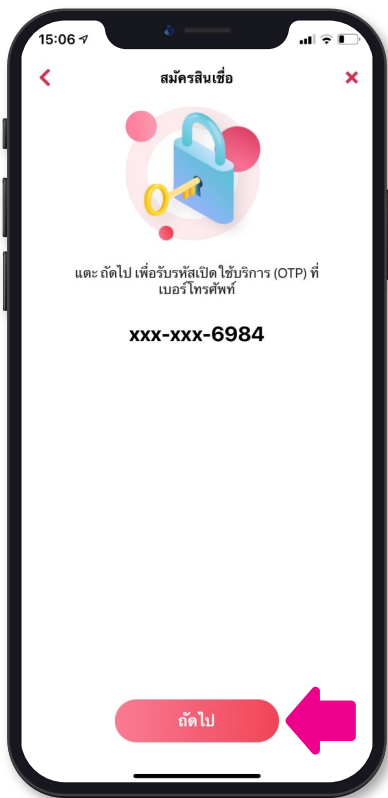 15:06
สมัครสินเชื่อ
แตะ ถัดไป เพื่อรับรหัสเปิดใช้บริการ (OTP) ที่
เบอร์โทรศัพท์
xxx-xxx-6984
ถัดไป